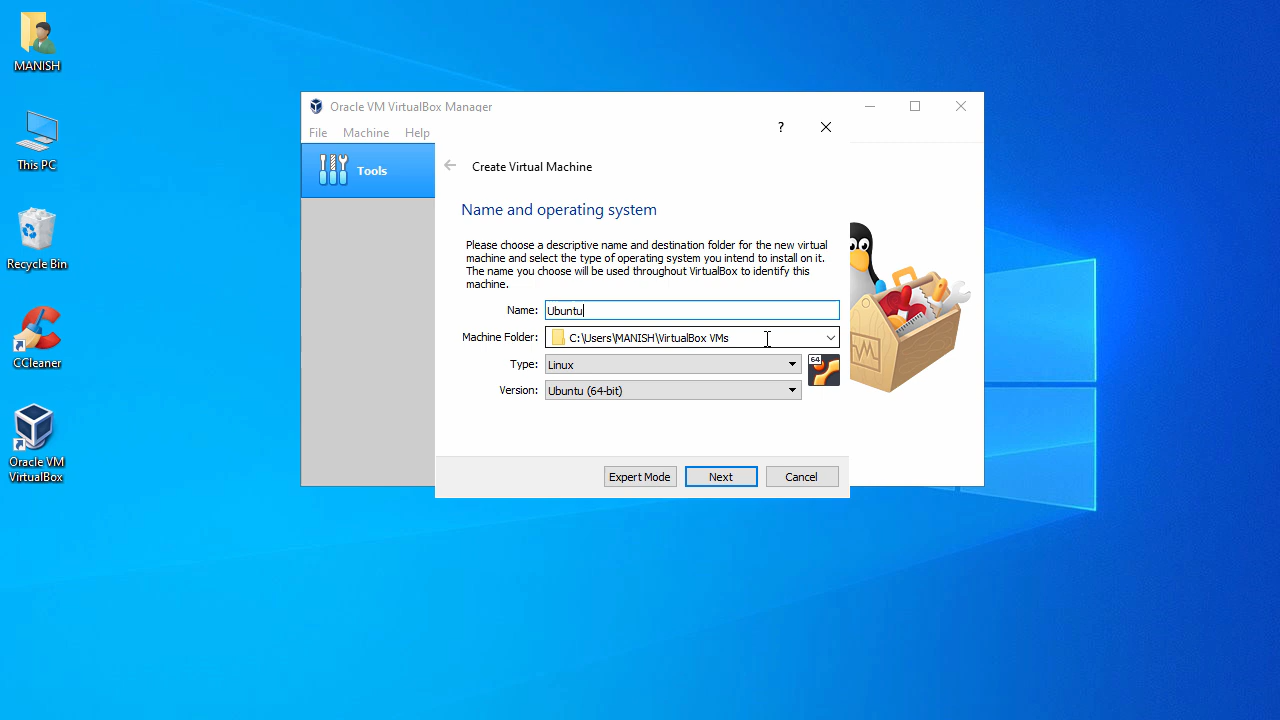 MANISH
This PC
Recycle Bin
CCleaner
Oracle VM
VirtualBox
Oracle VM VirtualBox Manager
File Machine Help
Tools
?
Create Virtual Machine
Name and operating system
Please choose a descriptive name and destination folder for the new virtual
machine and select the type of operating system you intend to install on it.
The name you choose will be used throughout VirtualBox to identify this
machine.
Name: Ubuntu
Machine Folder: C:\Users\MANISH\VirtualBox VMs
Type: Linux
64
Version: Ubuntu (64-bit)
Expert Mode Next Cancel